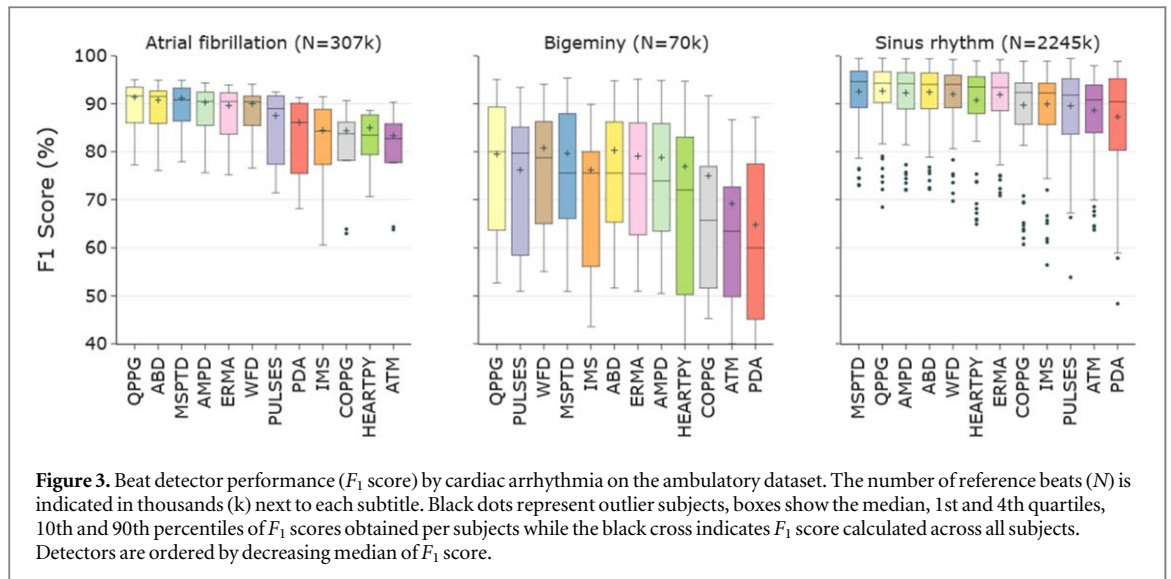 Atrial fibrillation (N=307k)
Bigeminy (N=70k)
Sinus rhythm (N=2245k)
F1 Score (%)
100
90
80
70
60
50
40
QPPG
ABD
MSPTD
AMPD
ERMA
WFD
PULSES
PDA
IMS
COPPG
HEARTPY
ATM
QPPG
PULSES
WFD
MSPTD
IMS
ABD
ERMA
AMPD
HEARTPY
COPPG
ATM
PDA
MSPTD
QPPG
AMPD
ABD
WFD
HEARTPY
ERMA
COPPG
IMS
PULSES
ATM
PDA
Figure 3. Beat detector performance (F1 score) by cardiac arrhythmia on the ambulatory dataset. The number of reference beats (N) is
indicated in thousands (k) next to each subtitle. Black dots represent outlier subjects, boxes show the median, 1st and 4th quartiles,
10th and 90th percentiles of F1 scores obtained per subjects while the black cross indicates F1 score calculated across all subjects.
Detectors are ordered by decreasing median of F1 score.